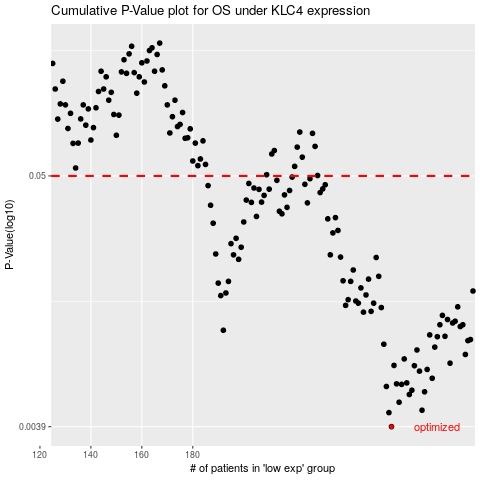 Cumulative P-Value plot for OS under KLC4 expression
P-Value(log10)
0.05
0.0039
optimized
120 140 160 180
# of patients in 'low exp' group